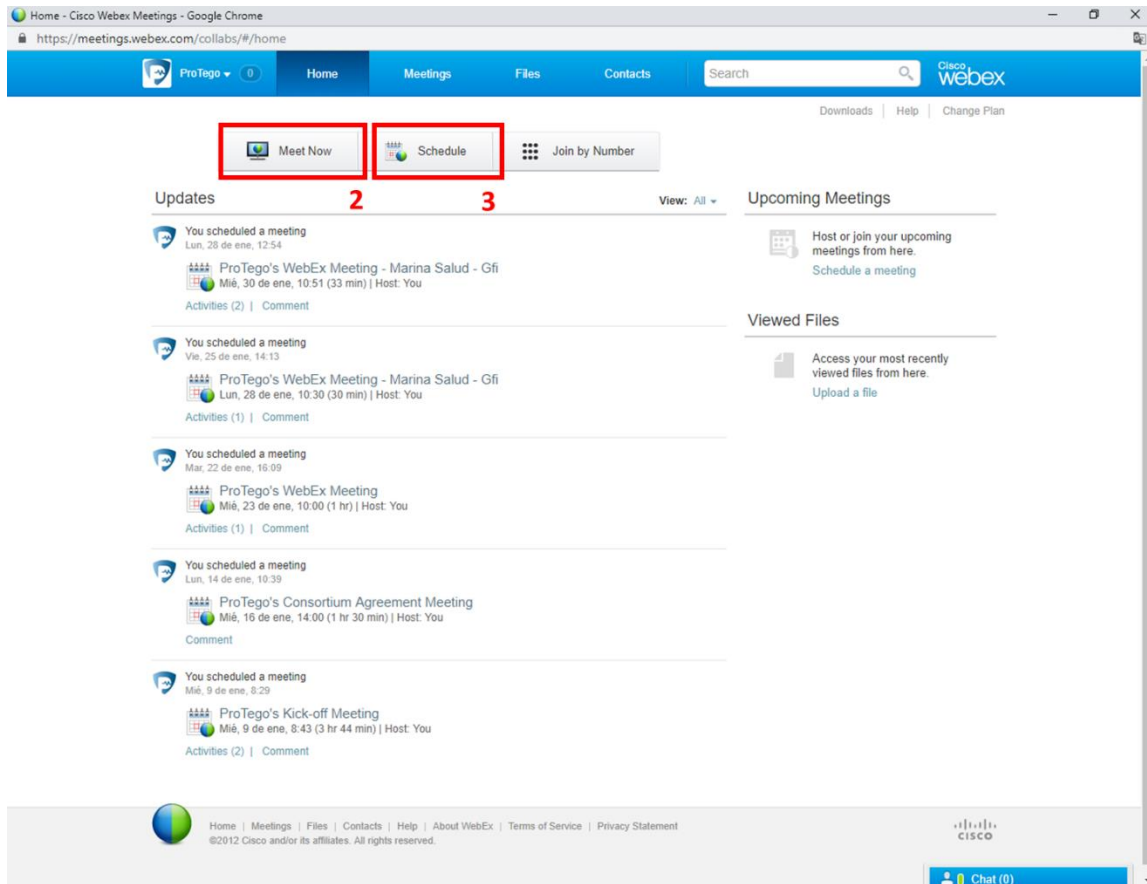 Home - Cisco Webex Meetings - Google Chrome
https://meetings.webex.com/collabs/#/home
ProTego 0 Home Meetings Files Contacts Search Cisco webex
Downloads | Help | Change Plan
Meet Now Schedule Join by Number
2 3
Updates View: All
You scheduled a meeting
Lun, 28 de ene, 12:54
ProTego's WebEx Meeting - Marina Salud - Gfi
Mié, 30 de ene, 10:51 (33 min) | Host: You
Activities (2) | Comment
You scheduled a meeting
Vie, 25 de ene, 14:13
ProTego's WebEx Meeting - Marina Salud - Gfi
Lun, 28 de ene, 10:30 (30 min) | Host: You
Activities (1) | Comment
You scheduled a meeting
Mar, 22 de ene, 16:09
ProTego's WebEx Meeting
Mié, 23 de ene, 10:00 (1 hr) | Host: You
Activities (1) | Comment
You scheduled a meeting
Lun, 14 de ene, 10:39
ProTego's Consortium Agreement Meeting
Mié, 16 de ene, 14:00 (1 hr 30 min) | Host: You
Comment
You scheduled a meeting
Mié, 9 de ene, 8:29
ProTego's Kick-off Meeting
Mié, 9 de ene, 8:43 (3 hr 44 min) | Host: You
Activities (2) | Comment
Upcoming Meetings
Host or join your upcoming
meetings from here.
Schedule a meeting
Viewed Files
Access your most recently
viewed files from here.
Upload a file
Home | Meetings | Files | Contacts | Help | About WebEx | Terms of Service | Privacy Statement
©2012 Cisco and/or its affiliates. All rights reserved.
CISCO
Chat (0)